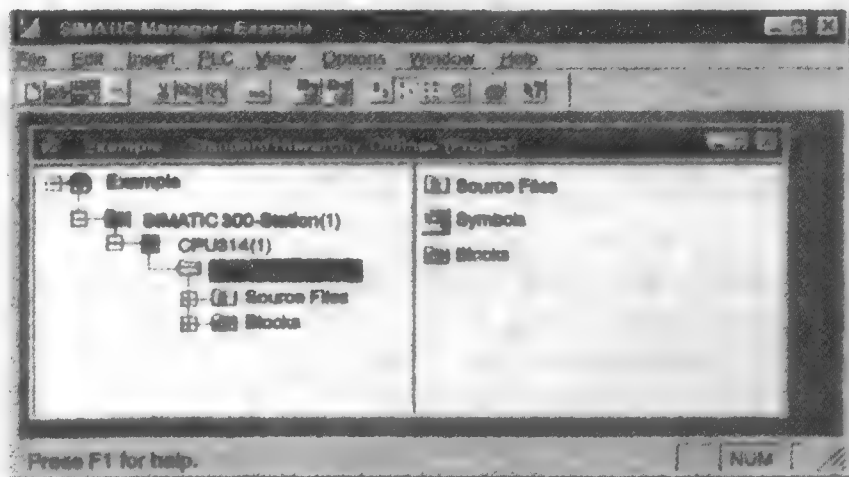 SIMATIC Manager - Example
File Edit Insert PLC View Options Window Help
Example
Example
SIMATIC 300-Station(1)
CPU314(1)
Source Files
Blocks
Source Files
Symbols
Blocks
Press F1 for help.
NUM